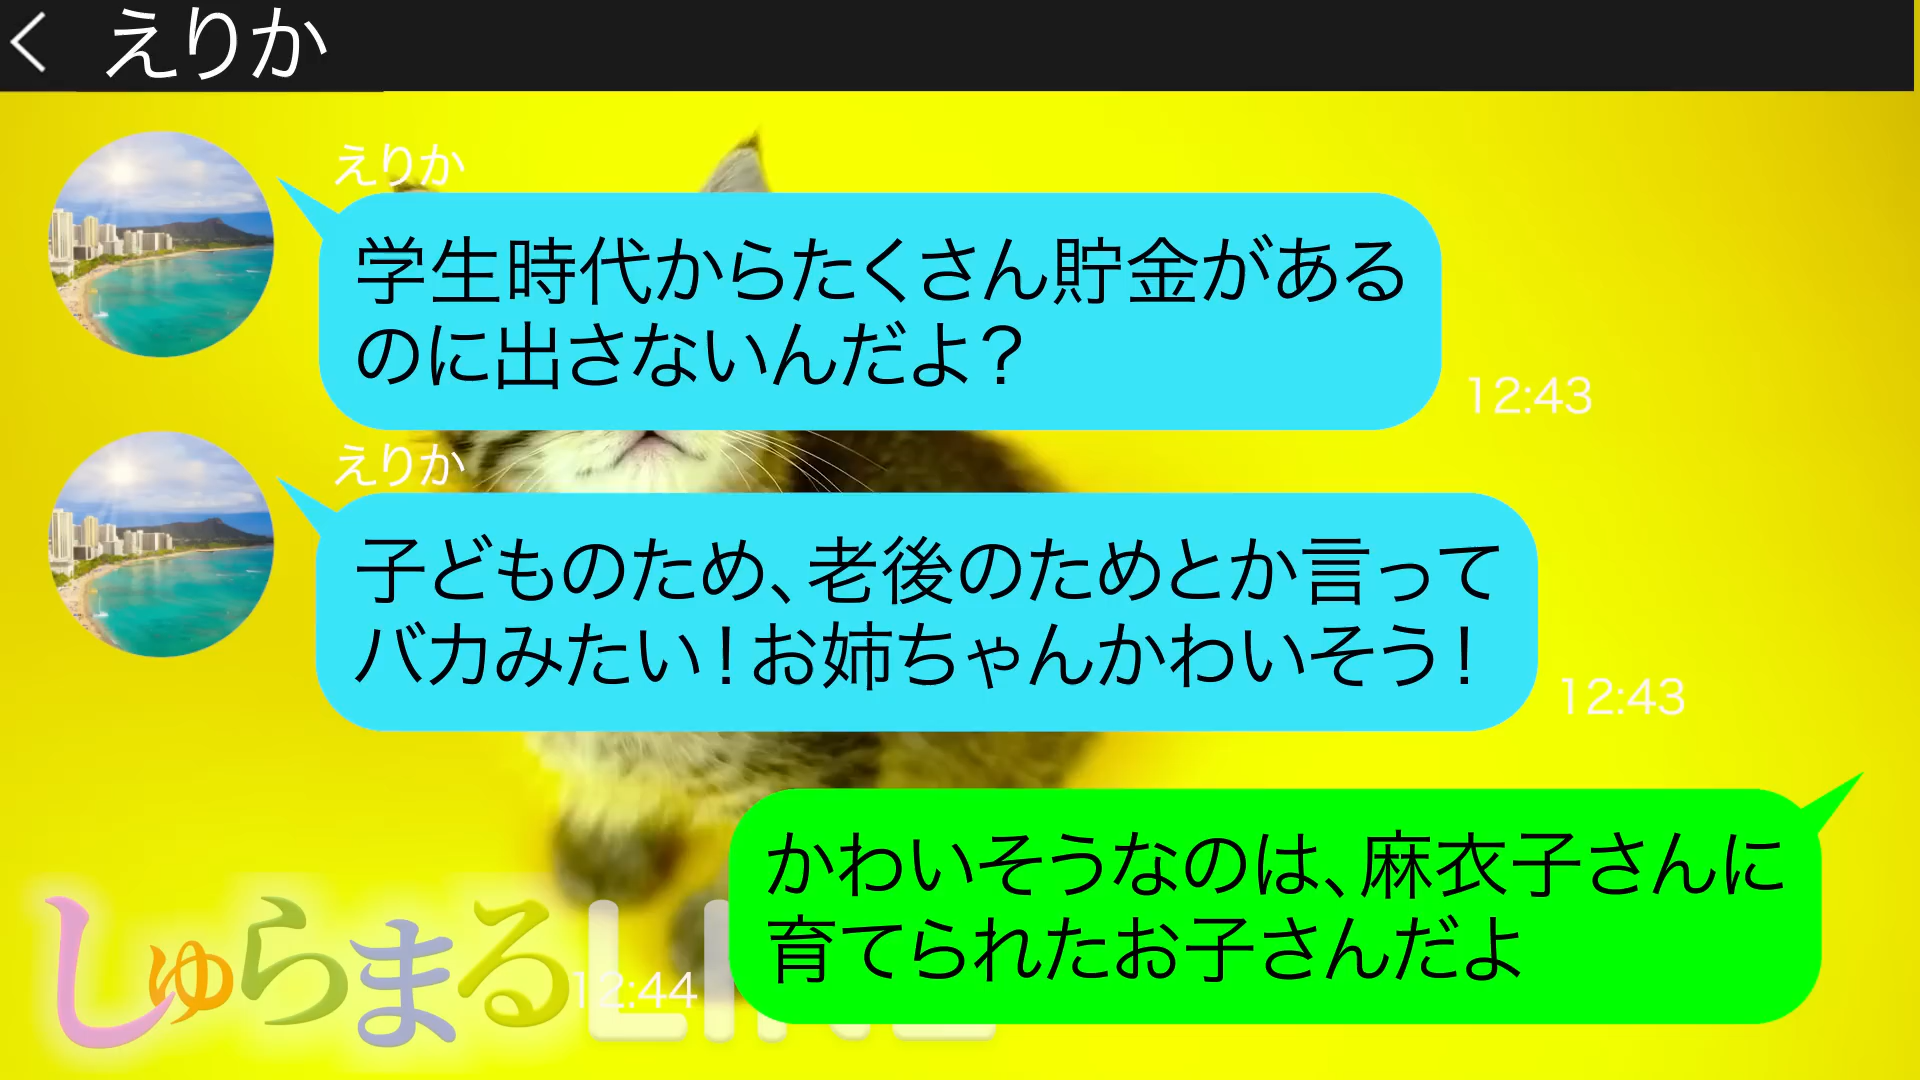 えりか
えりか
学生時代からたくさん貯金がある
のに出さないんだよ？
12:43
えりか
子どものため、老後のためとか言って
バカみたい！お姉ちゃんかわいそう！
12:43
かわいそうなのは、麻衣子さんに
育てられたお子さんだよ
12:44
しゅらまるLINE